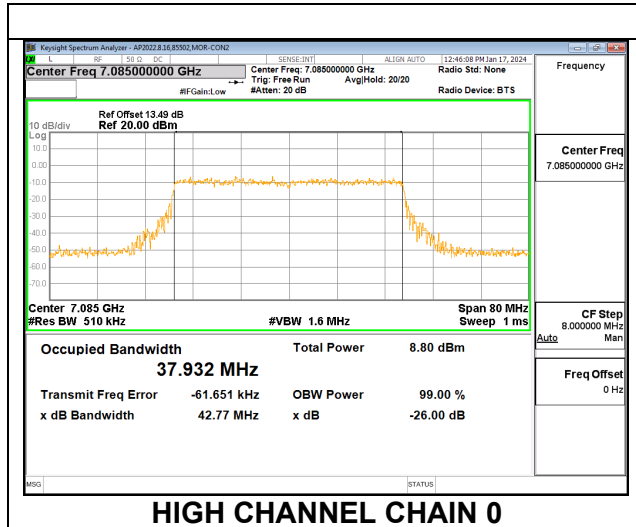 Keysight Spectrum Analyzer - AP2022.8.16,85502,MOR-CON2
L RF 50 Ω DC SENSE:INT ALIGN AUTO 12:46:08 PM Jan 17, 2024
Center Freq 7.085000000 GHz Center Freq: 7.085000000 GHz Radio Std: None
Trig: Free Run Avg|Hold: 20/20
#IFGain:Low #Atten: 20 dB Radio Device: BTS
Frequency
Ref Offset 13.49 dB
10 dB/div Ref 20.00 dBm
Log
10.0
0.00
-10.0
-20.0
-30.0
-40.0
-50.0
-60.0
-70.0
Center Freq
7.085000000 GHz
Center 7.085 GHz Span 80 MHz
#Res BW 510 kHz #VBW 1.6 MHz Sweep 1 ms
CF Step
8.000000 MHz
Auto Man
Occupied Bandwidth Total Power 8.80 dBm
37.932 MHz
Freq Offset
0 Hz
Transmit Freq Error -61.651 kHz OBW Power 99.00 %
x dB Bandwidth 42.77 MHz x dB -26.00 dB
MSG STATUS
HIGH CHANNEL CHAIN 0